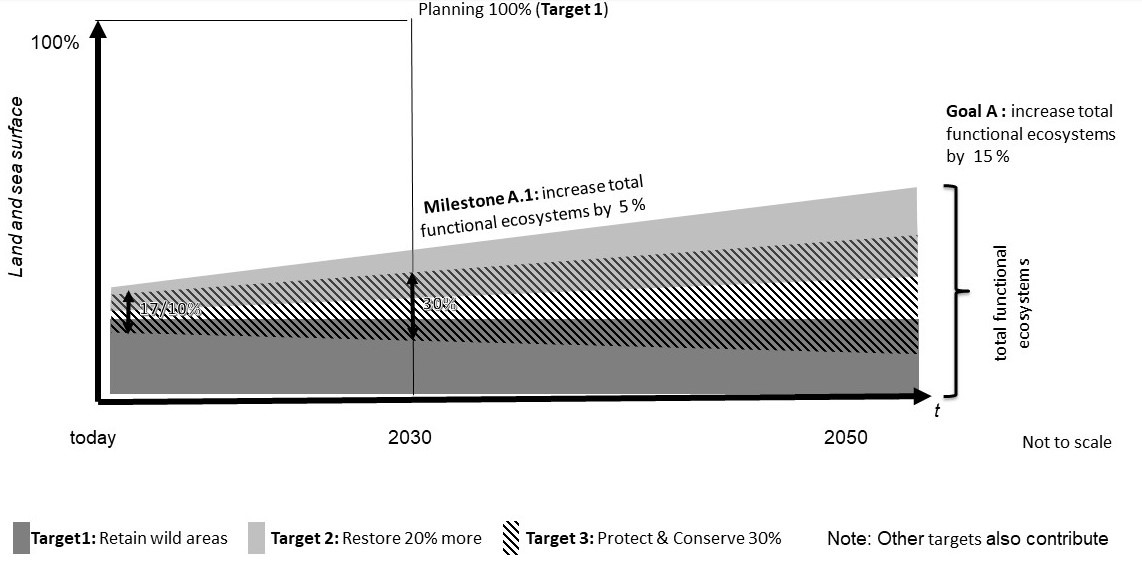 Planning 100% (Target 1)
100%
Land and sea surface
Goal A : increase total
functional ecosystems
by 15 %
Milestone A.1: increase total
functional ecosystems by 5 %
17/10%
30%
total functional
ecosystems
t
today
2030
2050
Not to scale
Target1: Retain wild areas
Target 2: Restore 20% more
Target 3: Protect & Conserve 30%
Note: Other targets also contribute